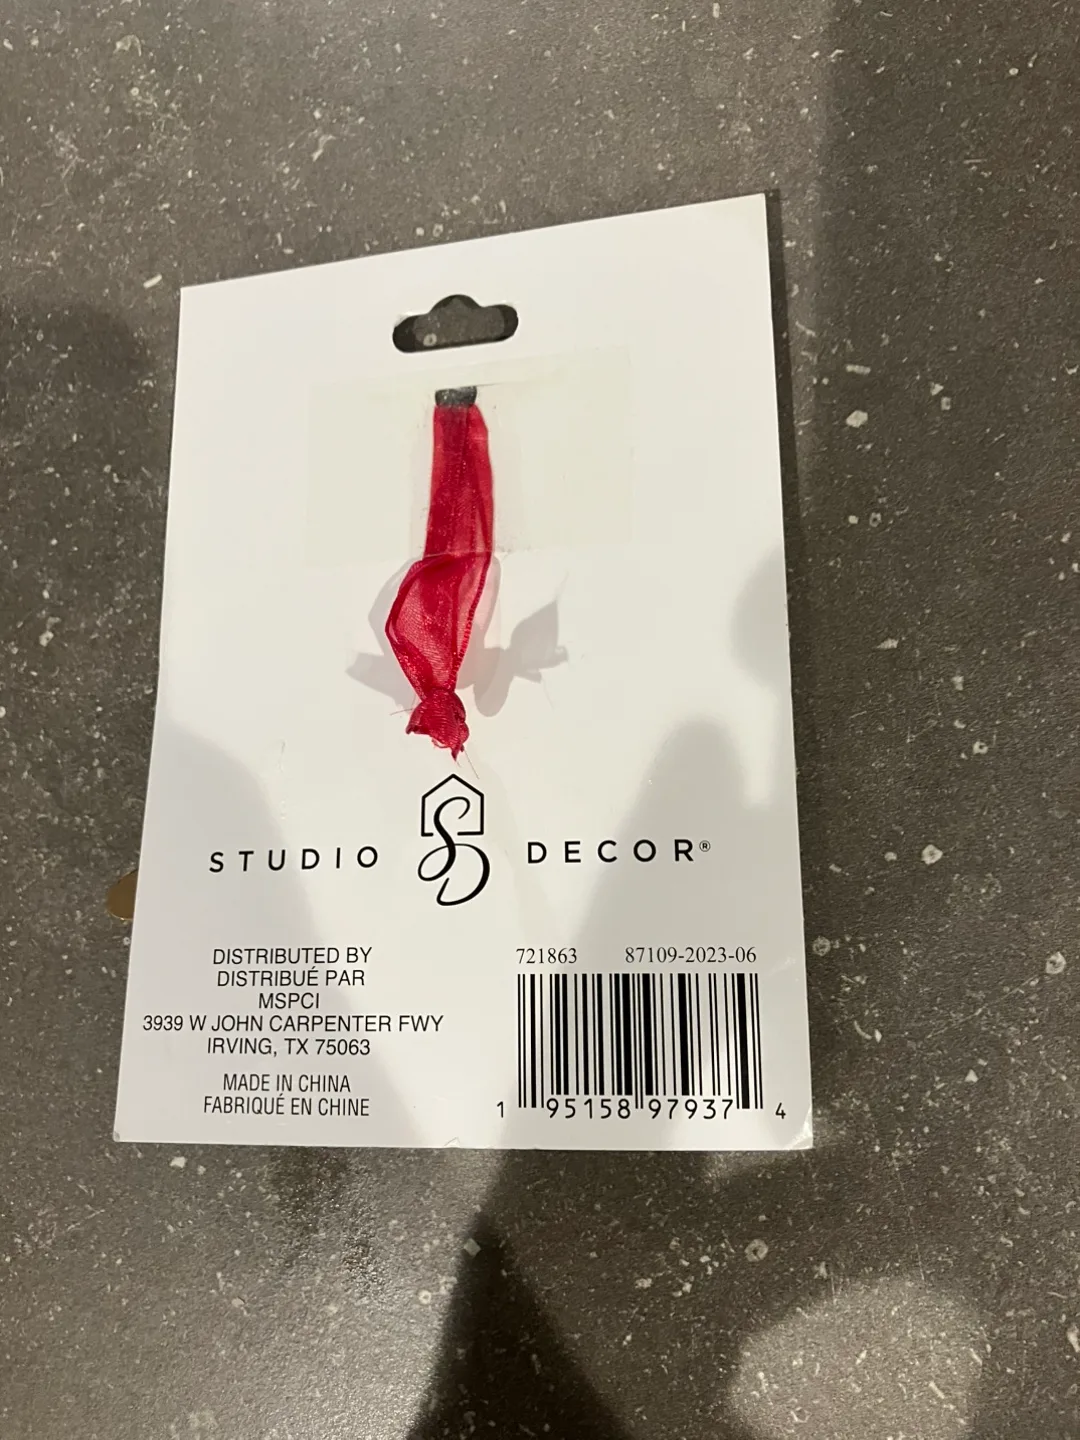 STUDIO SD DECOR®
DISTRIBUTED BY
DISTRIBUÉ PAR
MSPCI
3939 W JOHN CARPENTER FWY
IRVING, TX 75063
MADE IN CHINA
FABRIQUÉ EN CHINE
721863 87109-2023-06
1 95158 97937 4